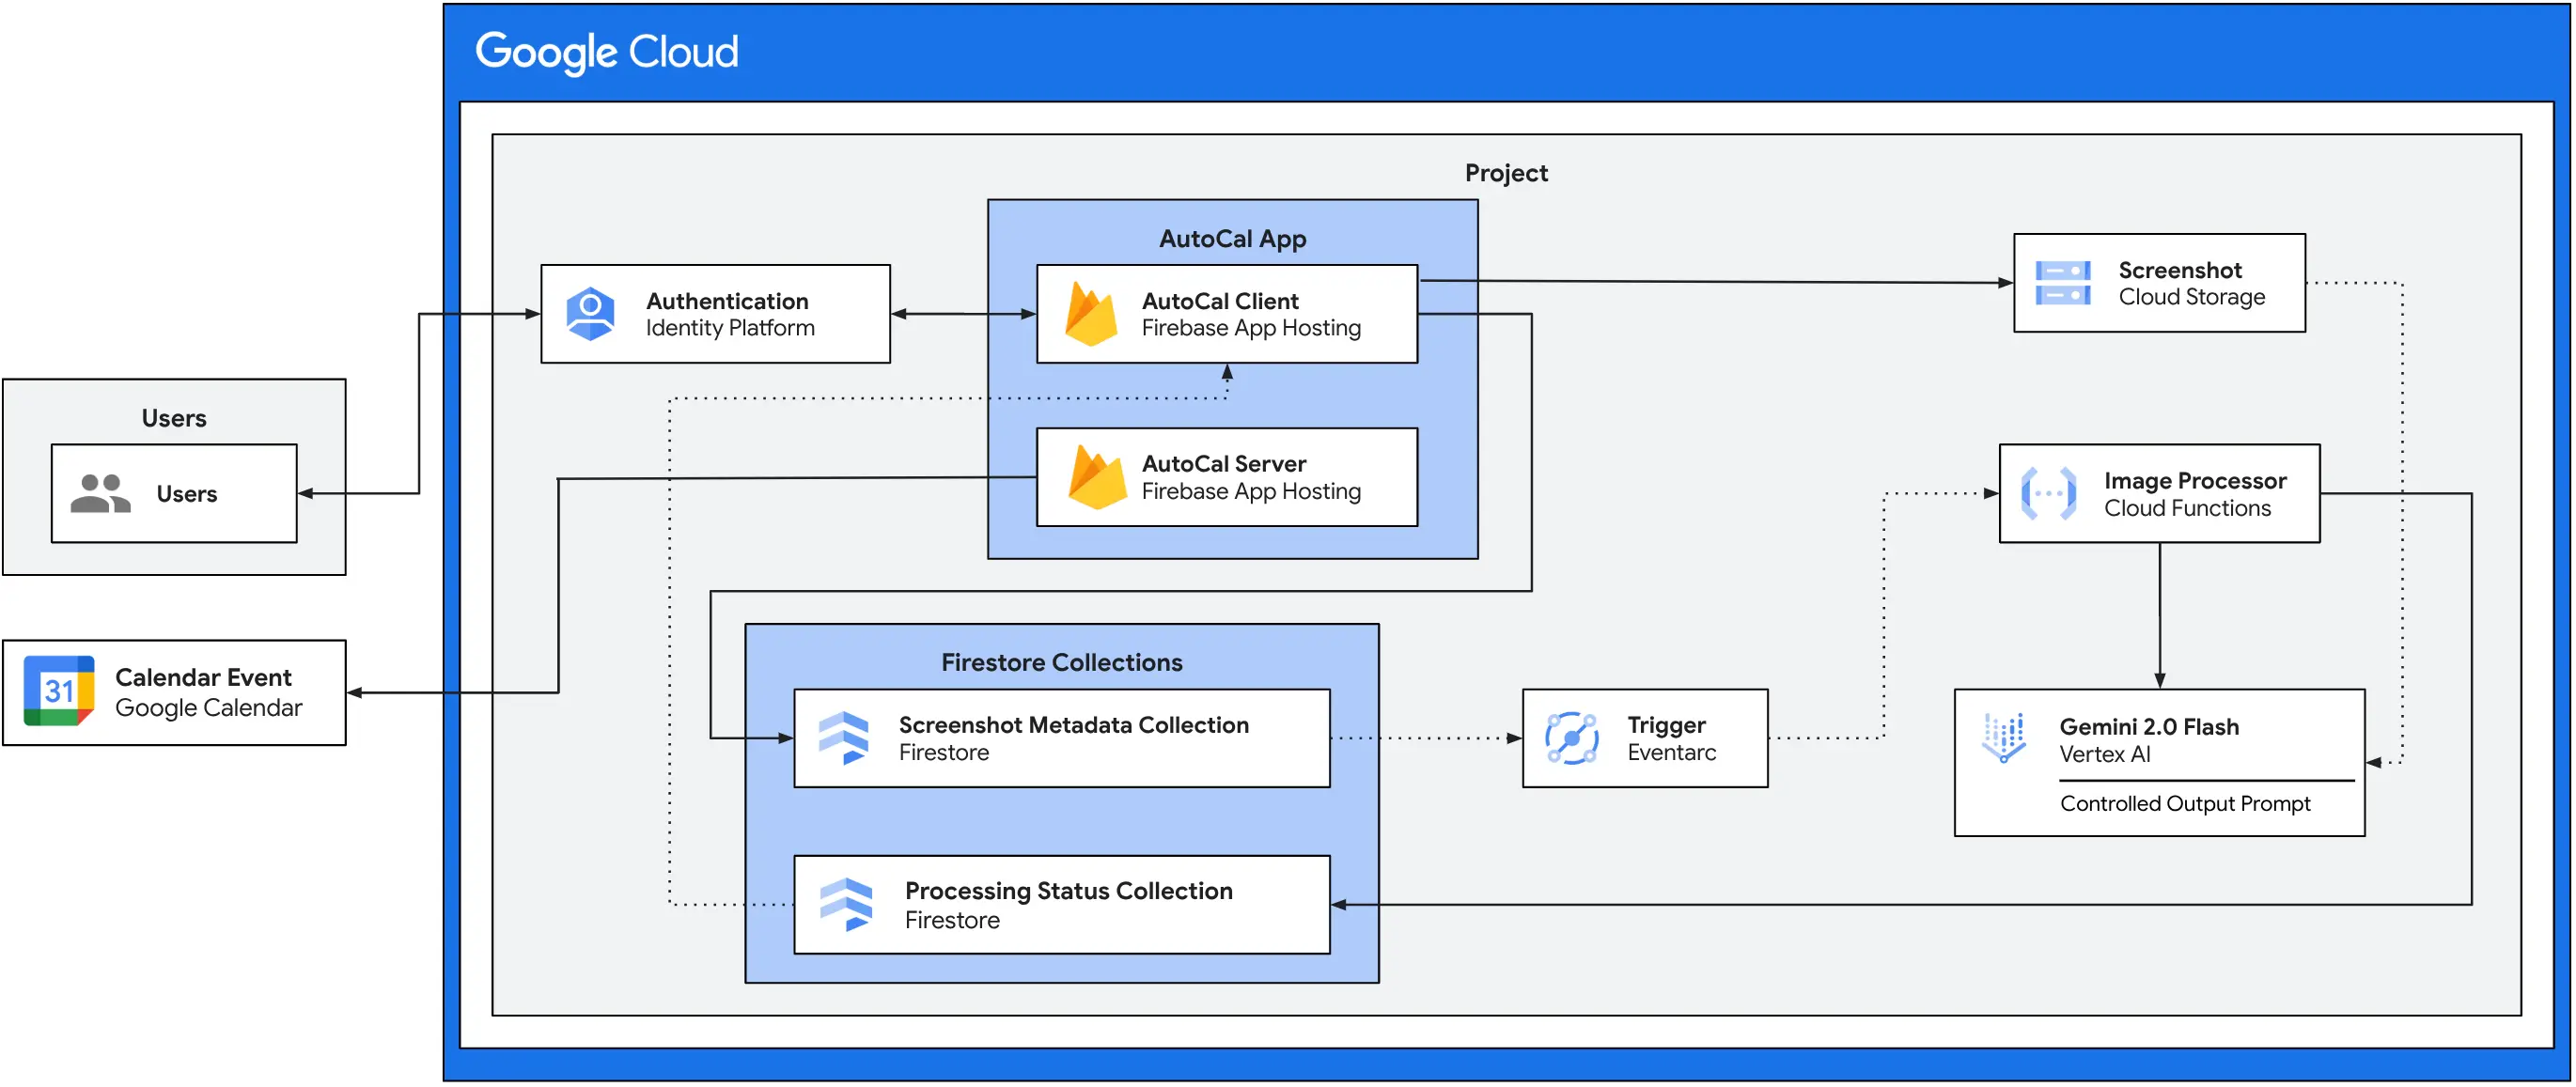 Google Cloud
Project
AutoCal App
Authentication
Identity Platform
AutoCal Client
Firebase App Hosting
Screenshot
Cloud Storage
Users
Users
AutoCal Server
Firebase App Hosting
Image Processor
Cloud Functions
31
Calendar Event
Google Calendar
Firestore Collections
Screenshot Metadata Collection
Firestore
Trigger
Eventarc
Gemini 2.0 Flash
Vertex AI
Controlled Output Prompt
Processing Status Collection
Firestore